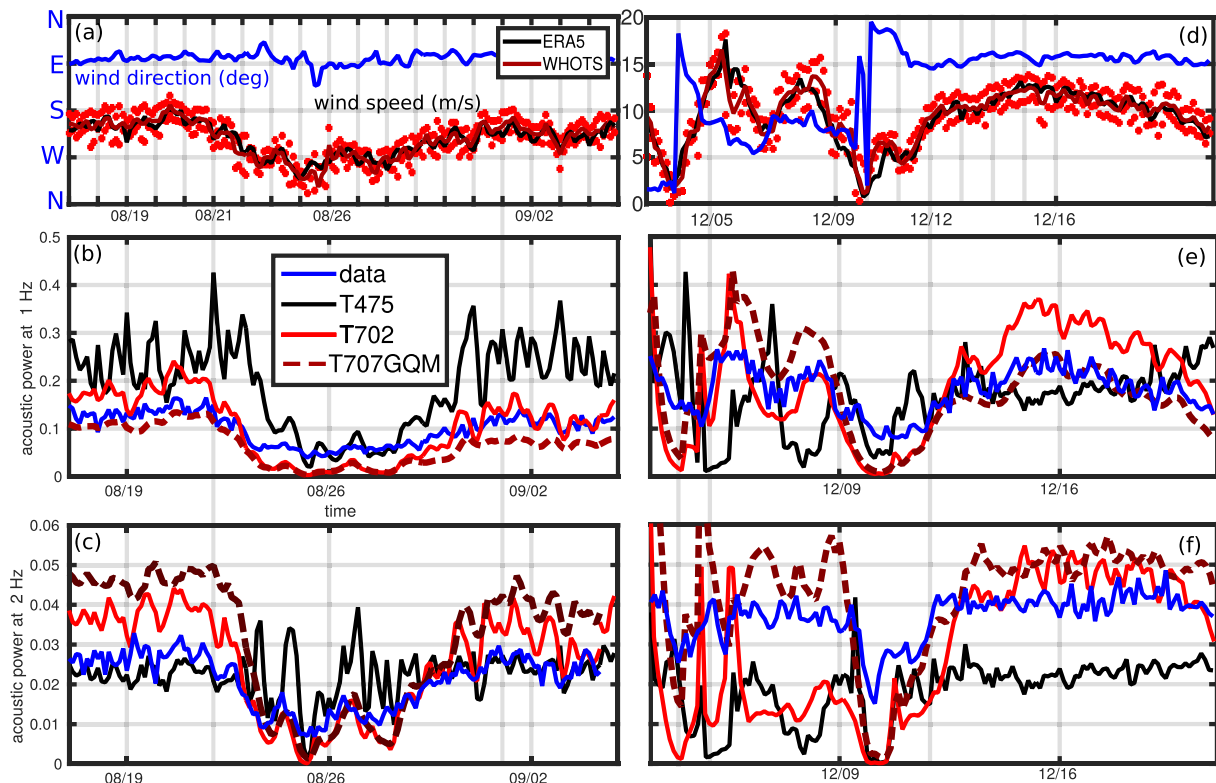 N
(a)
E
wind direction (deg)
ERA5
WHOTS
S
wind speed (m/s)
W
N
08/19
08/21
08/26
09/02
20
(d)
15
10
5
0
12/05
12/09
12/12
12/16
0.5
(b)
0.4
0.3
0.2
0.1
0
acoustic power at 1 Hz
data
T475
T702
T707GQM
08/19
08/26
09/02
time
(e)
12/09
12/16
0.06
(c)
0.05
0.04
0.03
0.02
0.01
0
acoustic power at 2 Hz
08/19
08/26
09/02
(f)
12/09
12/16